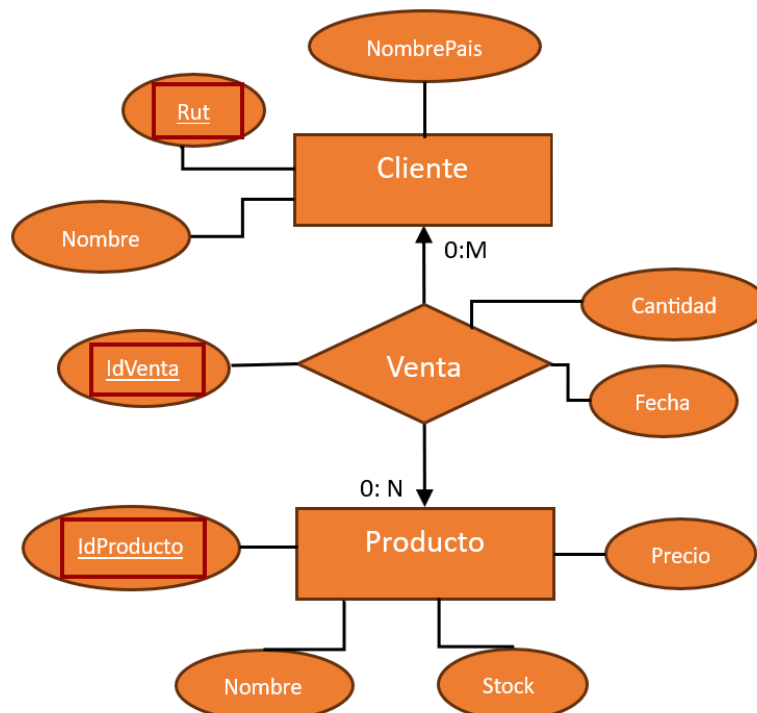 NombrePais
Rut
Cliente
Nombre
0:M
Cantidad
IdVenta
Venta
Fecha
0: N
IdProducto
Producto
Precio
Nombre
Stock